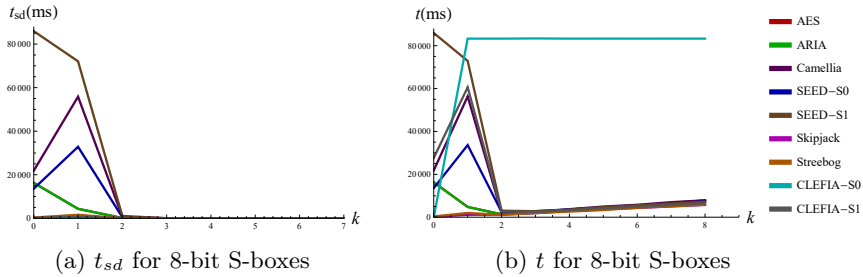 t_sd(ms)
80 000
60 000
40 000
20 000
0
0 1 2 3 4 5 6 7 k
(a) t_sd for 8-bit S-boxes
t(ms)
80 000
60 000
40 000
20 000
0
0 2 4 6 8 k
(b) t for 8-bit S-boxes
AES
ARIA
Camellia
SEED−S0
SEED−S1
Skipjack
Streebog
CLEFIA−S0
CLEFIA−S1